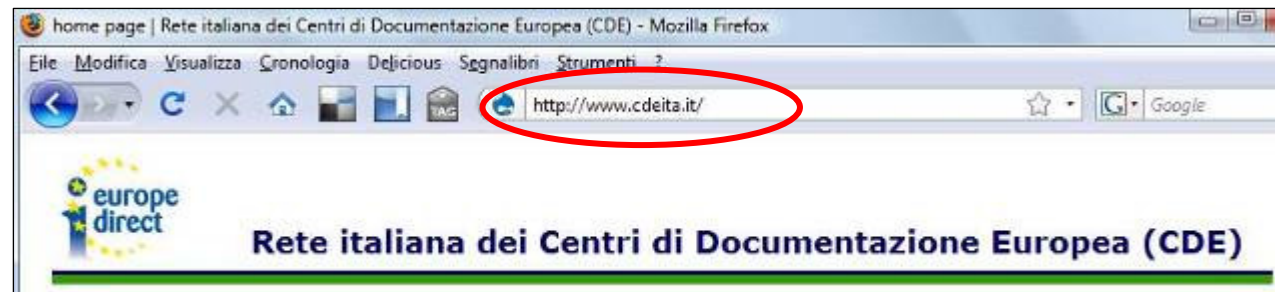 home page | Rete italiana dei Centri di Documentazione Europea (CDE) - Mozilla Firefox
File Modifica Visualizza Cronologia Delicious Segnalibri Strumenti ?
TAG http://www.cdeita.it/ G Google
europe
direct
Rete italiana dei Centri di Documentazione Europea (CDE)